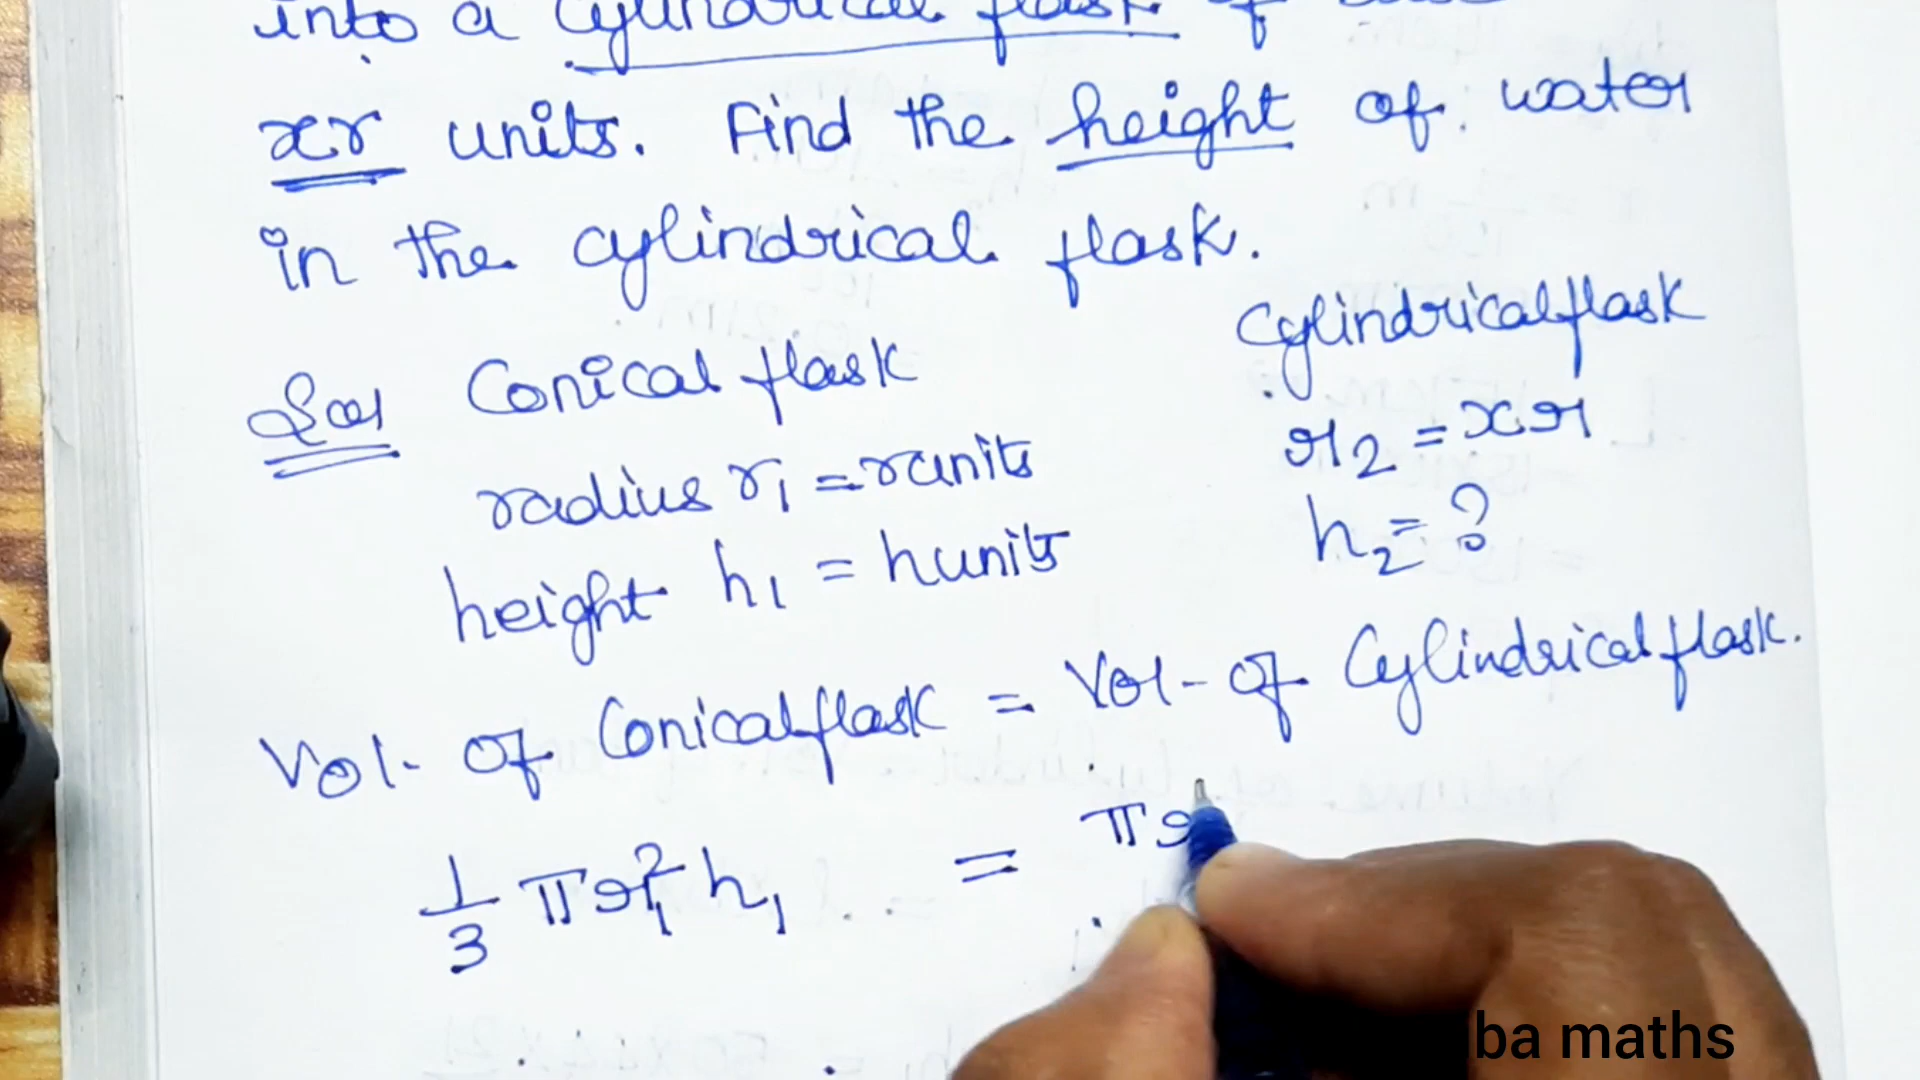 into a cylindrical flask of
xr units. Find the height of water
in the cylindrical flask.
Sol Conical flask
radius r₁ = r units
height h₁ = h units
Cylindrical flask
r₂ = xr
h₂ = ?
Vol- of Conical flask = Vol- of Cylindrical flask.
1/3 πr₁²h₁ = πr
ba maths